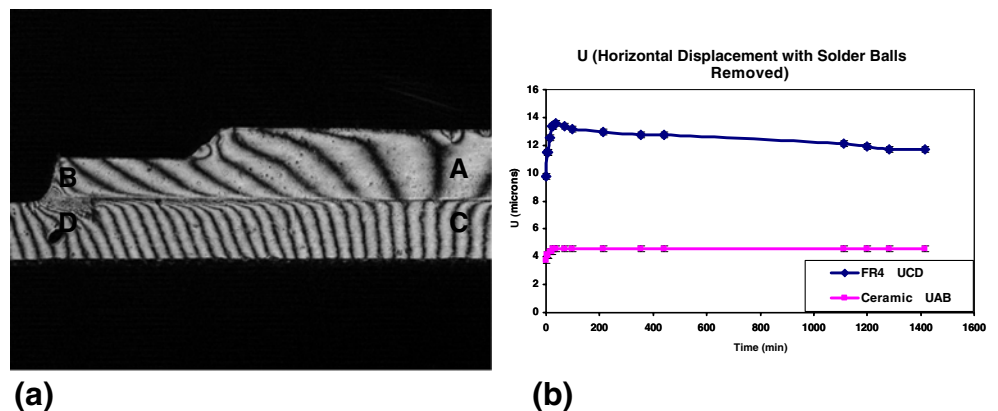 A
B
C
D
(a)
U (Horizontal Displacement with Solder Balls
Removed)
16
14
12
10
8
6
4
2
0
U (microns)
0 200 400 600 800 1000 1200 1400 1600
Time (min)
FR4 UCD
Ceramic UAB
(b)